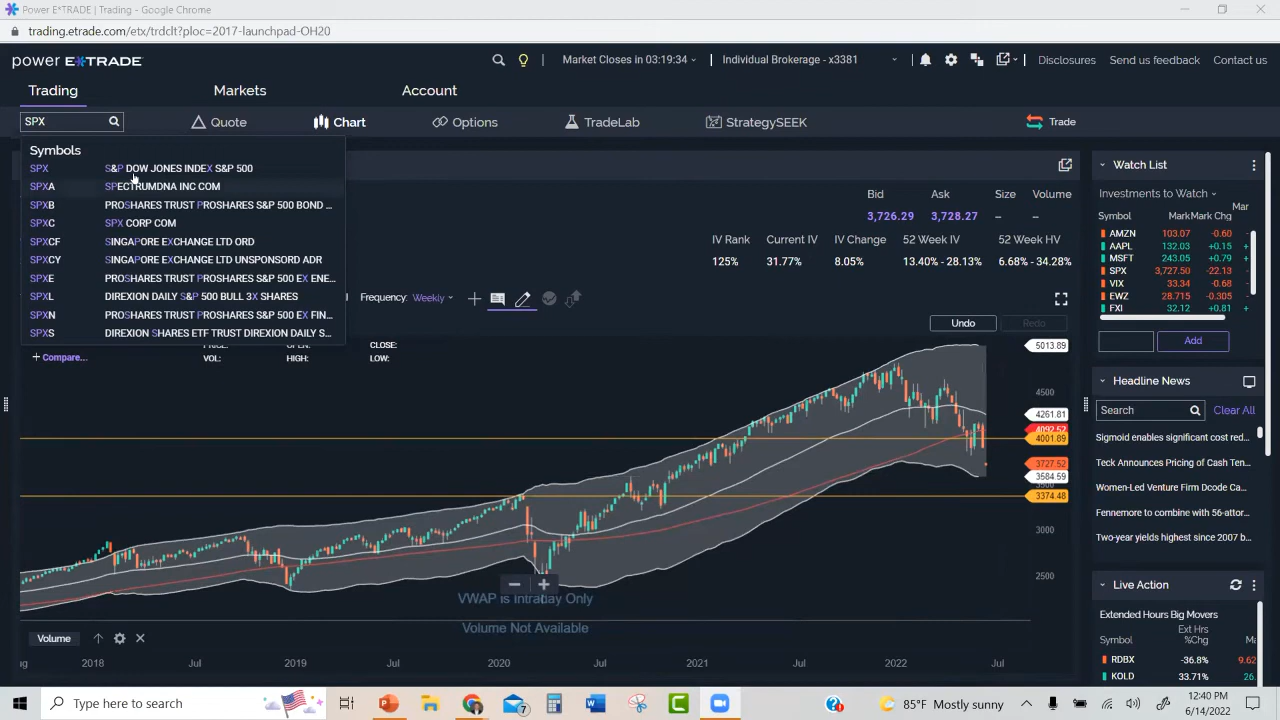 Power E*TRADE | Trading - Google Chrome
trading.etrade.com/etx/trdclt?ploc=2017-launchpad-OH20
power E*TRADE
Market Closes in 03:19:34
Individual Brokerage - x3381
Disclosures
Send us feedback
Contact us
Trading
Markets
Account
SPX
Quote
Chart
Options
TradeLab
StrategySEEK
Trade
Symbols
SPX S&P DOW JONES INDEX S&P 500
SPXA SPECTRUMDNA INC COM
SPXB PROSHARES TRUST PROSHARES S&P 500 BOND ...
SPXC SPX CORP COM
SPXCF SINGAPORE EXCHANGE LTD ORD
SPXCY SINGAPORE EXCHANGE LTD UNSPONSORD ADR
SPXE PROSHARES TRUST PROSHARES S&P 500 EX ENE...
SPXL DIREXION DAILY S&P 500 BULL 3X SHARES
SPXN PROSHARES TRUST PROSHARES S&P 500 EX FIN...
SPXS DIREXION SHARES ETF TRUST DIREXION DAILY S...
Bid Ask Size Volume
3,726.29 3,728.27 -- --
IV Rank Current IV IV Change 52 Week IV 52 Week HV
125% 31.77% 8.05% 13.40% - 28.13% 6.68% - 34.28%
Frequency: Weekly
Undo
Redo
OPEN: CLOSE:
+ Compare...
VOL: HIGH: LOW:
5013.89
4500
4261.81
4092.52
4001.89
3727.52
3584.59
3500
3374.48
3000
2500
VWAP is Intraday Only
Volume Not Available
Volume
2018 Jul 2019 Jul 2020 Jul 2021 Jul 2022 Jul
Watch List
Investments to Watch
Mar
Symbol Mark Mark Chg
AMZN 103.07 -0.60
AAPL 132.03 +0.15 +
MSFT 243.05 +0.79 +
SPX 3,727.50 -22.13
VIX 33.34 -0.68
EWZ 28.715 -0.305
FXI 32.12 +0.81 +
Add
Headline News
Search
Clear All
Sigmoid enables significant cost red...
Teck Announces Pricing of Cash Ten...
Women-Led Venture Firm Dcode Ca...
Fennemore to combine with 56-attor...
Two-year yields highest since 2007 b...
Live Action
Extended Hours Big Movers
Symbol Ext Hrs %Chg Ma
RDBX -36.8% 9.62
KOLD 33.71% 26.
Type here to search
7
85°F Mostly sunny
12:40 PM
6/14/2022